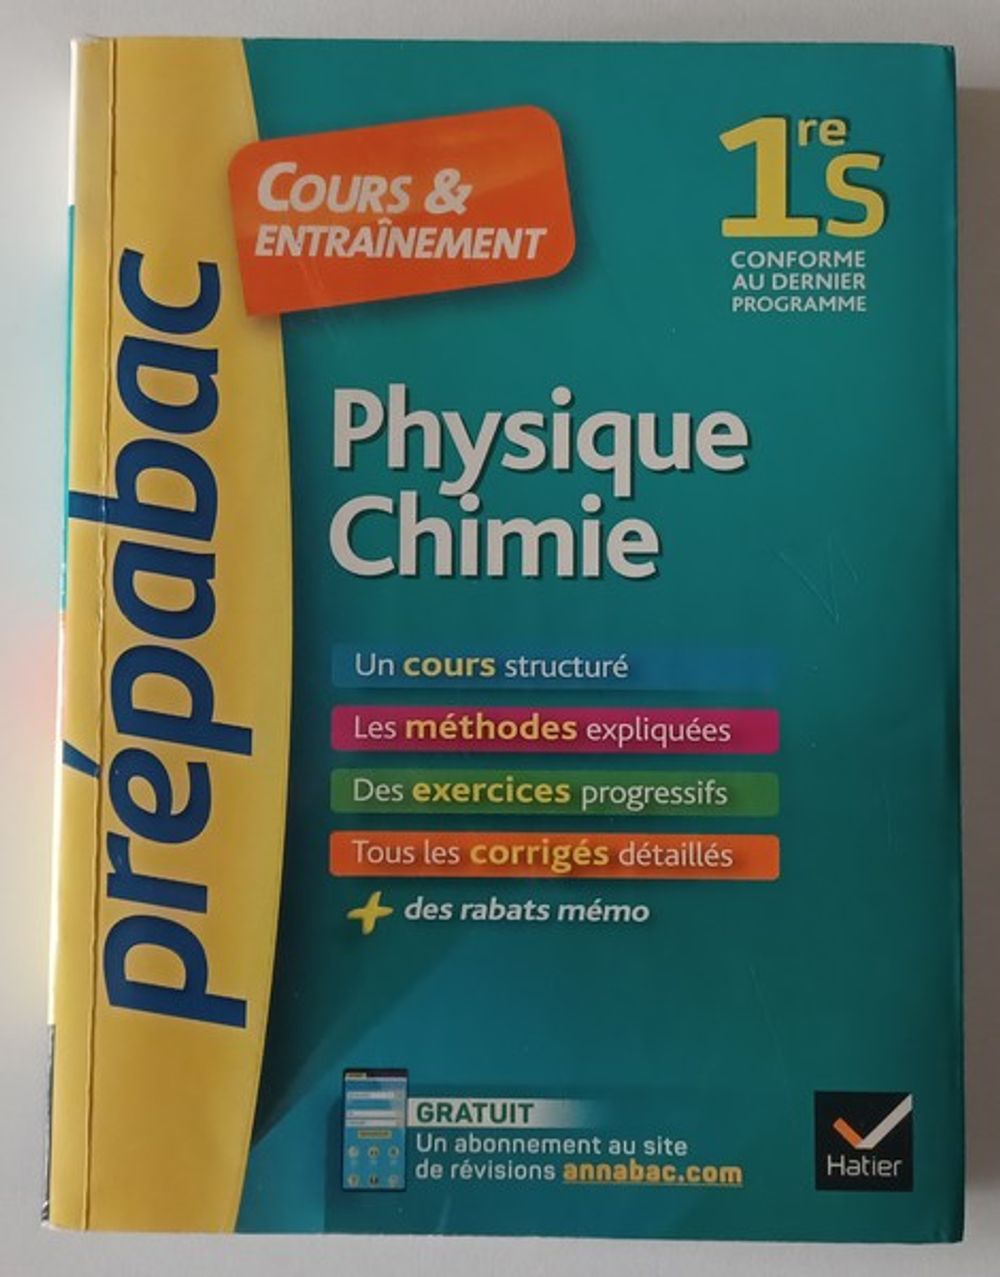 prépabac
COURS &
ENTRAÎNEMENT
1re S
CONFORME
AU DERNIER
PROGRAMME
Physique
Chimie
Un cours structuré
Les méthodes expliquées
Des exercices progressifs
Tous les corrigés détaillés
+ des rabats mémo
GRATUIT
Un abonnement au site
de révisions annabac.com
Hatier